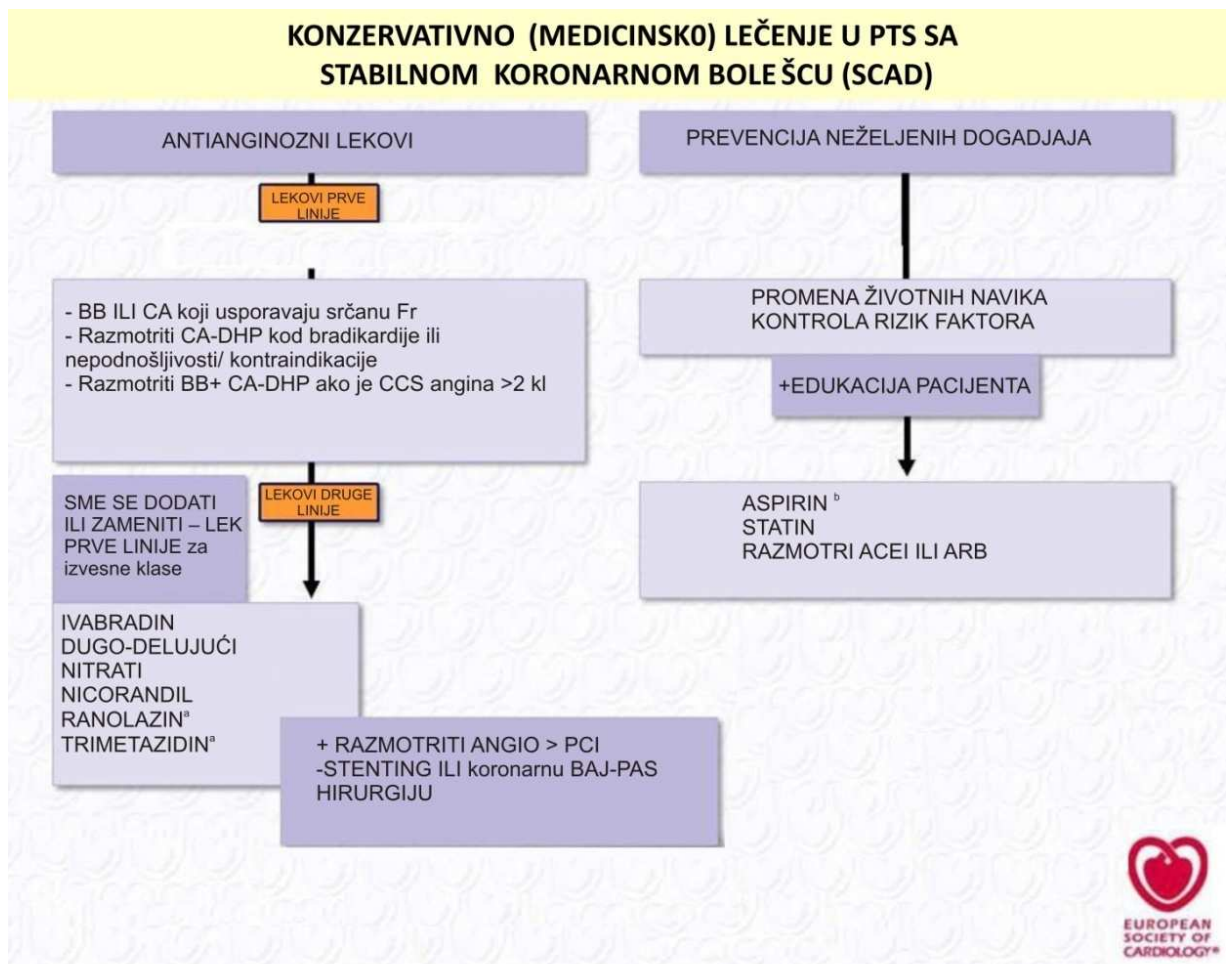 KONZERVATIVNO (MEDICINSK0) LEČENJE U PTS SA
STABILNOM KORONARNOM BOLEŠCU (SCAD)
ANTIANGINOZNI LEKOVI
LEKOVI PRVE
LINIJE
- BB ILI CA koji usporavaju srčanu Fr
- Razmotriti CA-DHP kod bradikardije ili
nepodnošljivosti/ kontraindikacije
- Razmotriti BB+ CA-DHP ako je CCS angina >2 kl
SME SE DODATI
ILI ZAMENITI – LEK
PRVE LINIJE za
izvesne klase
LEKOVI DRUGE
LINIJE
IVABRADIN
DUGO-DELUJUĆI
NITRATI
NICORANDIL
RANOLAZINᵃ
TRIMETAZIDINᵃ
+ RAZMOTRITI ANGIO > PCI
-STENTING ILI koronarnu BAJ-PAS
HIRURGIJU
PREVENCIJA NEŽELJENIH DOGADJAJA
PROMENA ŽIVOTNIH NAVIKA
KONTROLA RIZIK FAKTORA
+EDUKACIJA PACIJENTA
ASPIRIN ᵇ
STATIN
RAZMOTRI ACEI ILI ARB
EUROPEAN
SOCIETY OF
CARDIOLOGY®